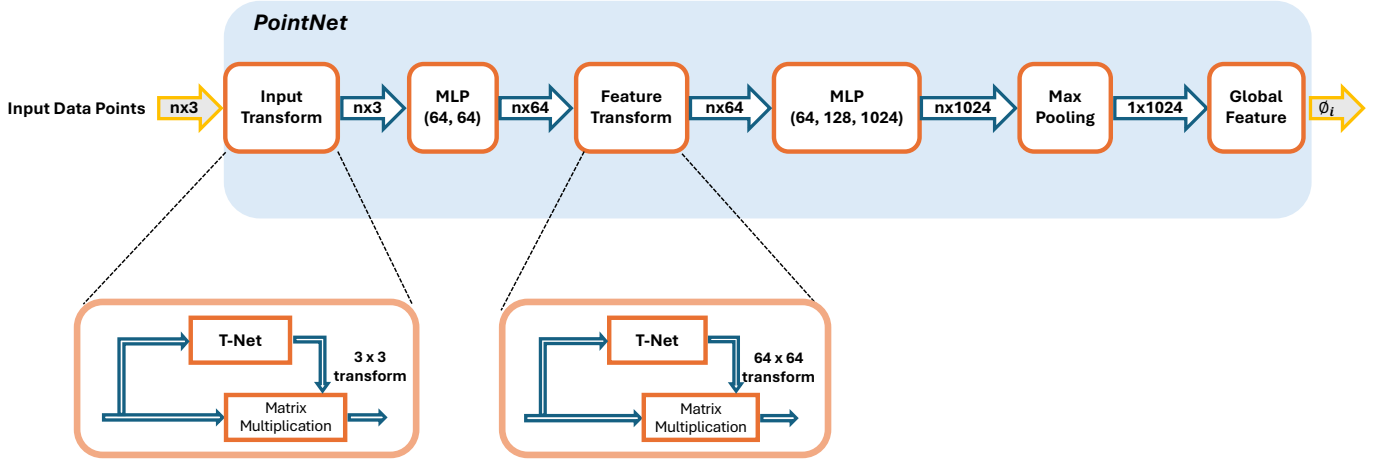 PointNet
Input Data Points
nx3
Input
Transform
nx3
MLP
(64, 64)
nx64
Feature
Transform
nx64
MLP
(64, 128, 1024)
nx1024
Max
Pooling
1x1024
Global
Feature
∅i
T-Net
3 x 3
transform
Matrix
Multiplication
T-Net
64 x 64
transform
Matrix
Multiplication